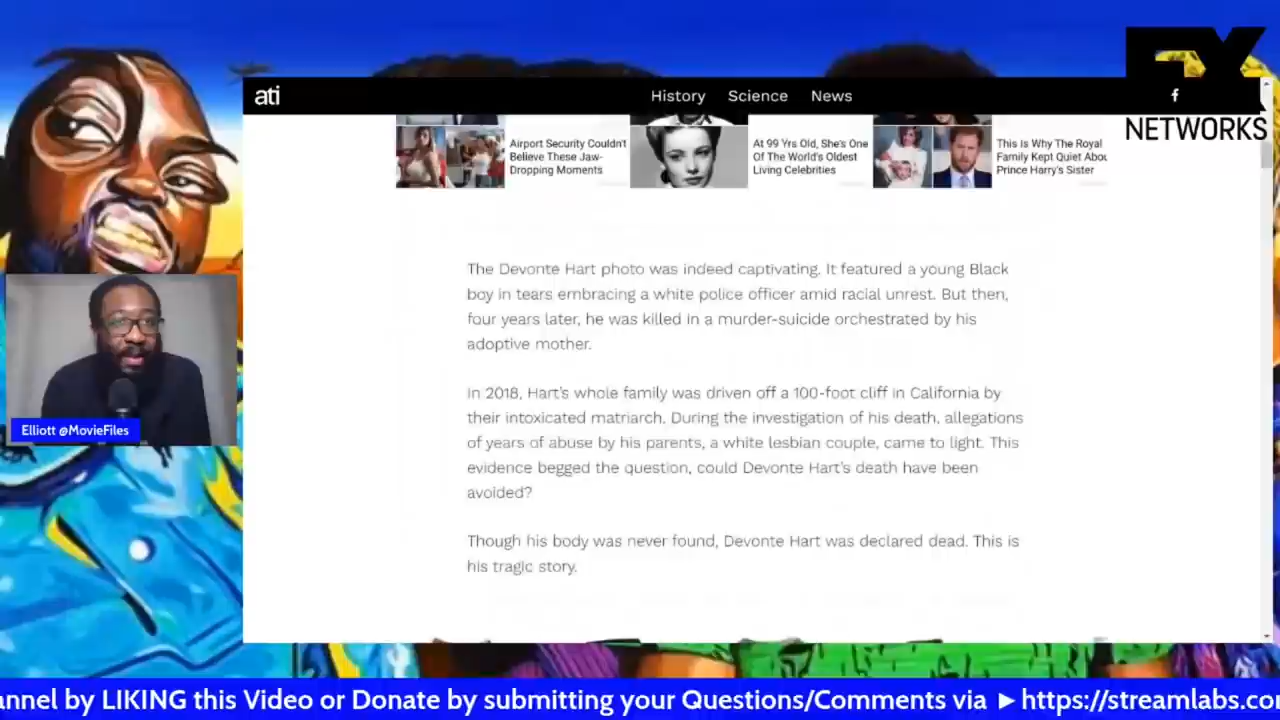 ati
History Science News
f
FX
NETWORKS
Airport Security Couldn't
Believe These Jaw-
Dropping Moments
At 99 Yrs Old, She's One
Of The World's Oldest
Living Celebrities
This Is Why The Royal
Family Kept Quiet Abou
Prince Harry's Sister
The Devonte Hart photo was indeed captivating. It featured a young Black
boy in tears embracing a white police officer amid racial unrest. But then,
four years later, he was killed in a murder-suicide orchestrated by his
adoptive mother.
In 2018, Hart's whole family was driven off a 100-foot cliff in California by
their intoxicated matriarch. During the investigation of his death, allegations
of years of abuse by his parents, a white lesbian couple, came to light. This
evidence begged the question, could Devonte Hart's death have been
avoided?
Though his body was never found, Devonte Hart was declared dead. This is
his tragic story.
Elliott @MovieFiles
annel by LIKING this Video or Donate by submitting your Questions/Comments via ►https://streamlabs.co